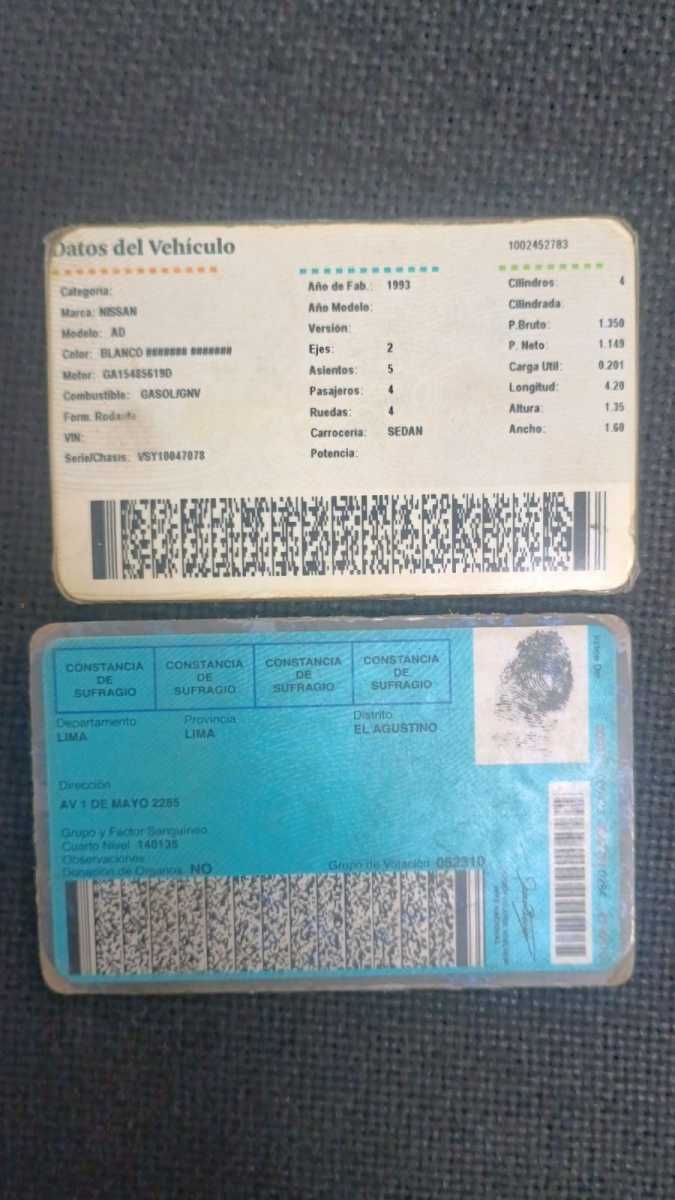 Datos del Vehículo
1002452783
Categoria:
Marca: NISSAN
Modelo: AD
Color: BLANCO ####### #######
Motor: GA15485619D
Combustible: GASOL/GNV
Form. Rodante
VIN:
Serie/Chasis: VSY10047078
Año de Fab.: 1993
Año Modelo:
Versión:
Ejes: 2
Asientos: 5
Pasajeros: 4
Ruedas: 4
Carroceria: SEDAN
Potencia:
Cilindros: 4
Cilindrada:
P.Bruto: 1.350
P. Neto: 1.149
Carga Util: 0.201
Longitud: 4.20
Altura: 1.35
Ancho: 1.60
CONSTANCIA DE SUFRAGIO
CONSTANCIA DE SUFRAGIO
CONSTANCIA DE SUFRAGIO
CONSTANCIA DE SUFRAGIO
Departamento
LIMA
Provincia
LIMA
Distrito
EL AGUSTINO
Dirección
AV 1 DE MAYO 2285
Grupo y Factor Sanguineo
Cuarto Nivel 140135
Observaciones
Donación de Organos NO
Grupo de Votación 062310